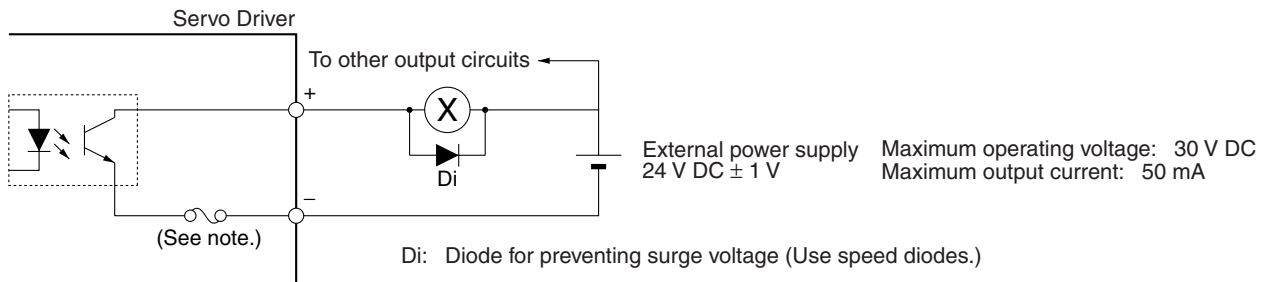 Servo Driver
To other output circuits
+
X
Di
External power supply
24 V DC ± 1 V
Maximum operating voltage: 30 V DC
Maximum output current: 50 mA
–
(See note.)
Di: Diode for preventing surge voltage (Use speed diodes.)